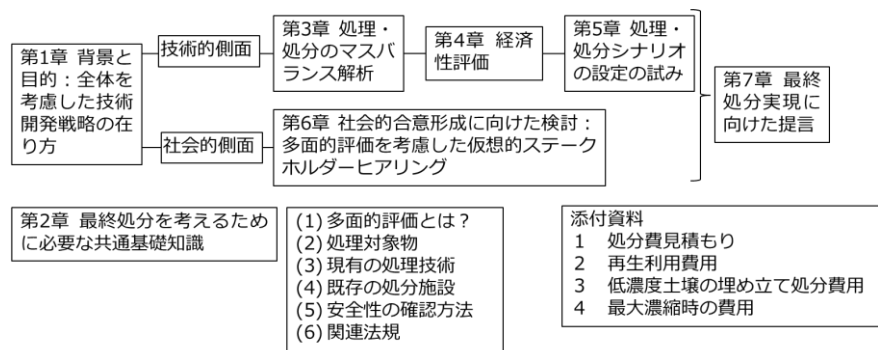 第1章 背景と
目的：全体を
考慮した技術
開発戦略の在
り方
技術的側面
社会的側面
第3章 処理・
処分のマスバ
ランス解析
第4章 経済
性評価
第5章 処理・
処分シナリオ
の設定の試み
第6章 社会的合意形成に向けた検討：
多面的評価を考慮した仮想的ステーク
ホルダーヒアリング
第7章 最終
処分実現に
向けた提言
第2章 最終処分を考えるため
に必要な共通基礎知識
(1) 多面的評価とは？
(2) 処理対象物
(3) 現有の処理技術
(4) 既存の処分施設
(5) 安全性の確認方法
(6) 関連法規
添付資料
1 処分費見積もり
2 再生利用費用
3 低濃度土壌の埋め立て処分費用
4 最大濃縮時の費用